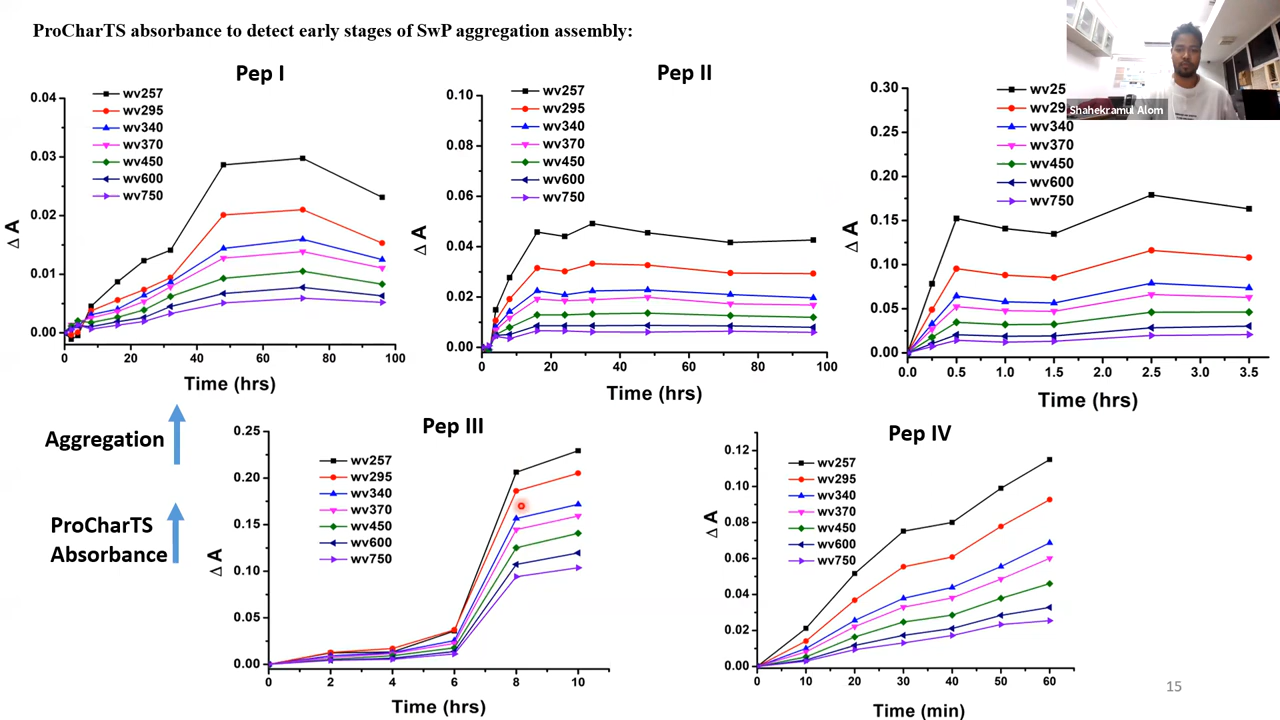 ProCharTS absorbance to detect early stages of SwP aggregation assembly:
Shahekramul Alom
Pep I
wv257
wv295
wv340
wv370
wv450
wv600
wv750
0.04
0.03
0.02
0.01
0.00
Δ A
0 20 40 60 80 100
Time (hrs)
Pep II
wv257
wv295
wv340
wv370
wv450
wv600
wv750
0.10
0.08
0.06
0.04
0.02
0.00
Δ A
0 20 40 60 80 100
Time (hrs)
wv25
wv29
wv340
wv370
wv450
wv600
wv750
0.30
0.25
0.20
0.15
0.10
0.05
0.00
Δ A
0.0 0.5 1.0 1.5 2.0 2.5 3.0 3.5
Time (hrs)
Aggregation
ProCharTS
Absorbance
Pep III
wv257
wv295
wv340
wv370
wv450
wv600
wv750
0.25
0.20
0.15
0.10
0.05
0.00
Δ A
0 2 4 6 8 10
Time (hrs)
Pep IV
wv257
wv295
wv340
wv370
wv450
wv600
wv750
0.12
0.10
0.08
0.06
0.04
0.02
0.00
Δ A
0 10 20 30 40 50 60
Time (min)
15